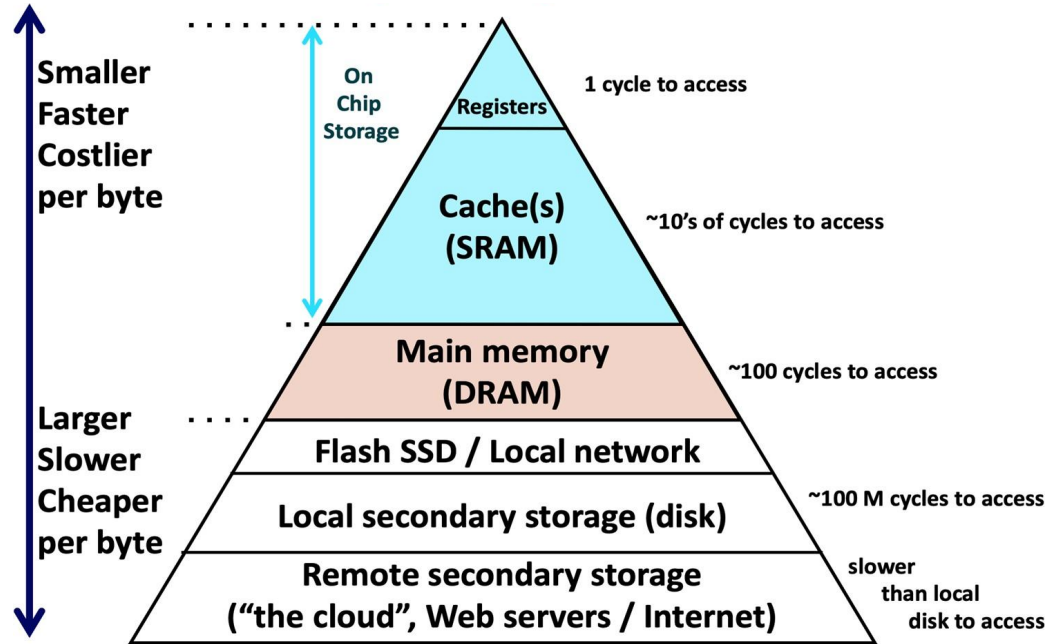 Smaller
Faster
Costlier
per byte
On
Chip
Storage
Registers
1 cycle to access
Cache(s)
(SRAM)
~10's of cycles to access
Main memory
(DRAM)
~100 cycles to access
Larger
Slower
Cheaper
per byte
Flash SSD / Local network
Local secondary storage (disk)
~100 M cycles to access
Remote secondary storage
(“the cloud”, Web servers / Internet)
slower
than local
disk to access